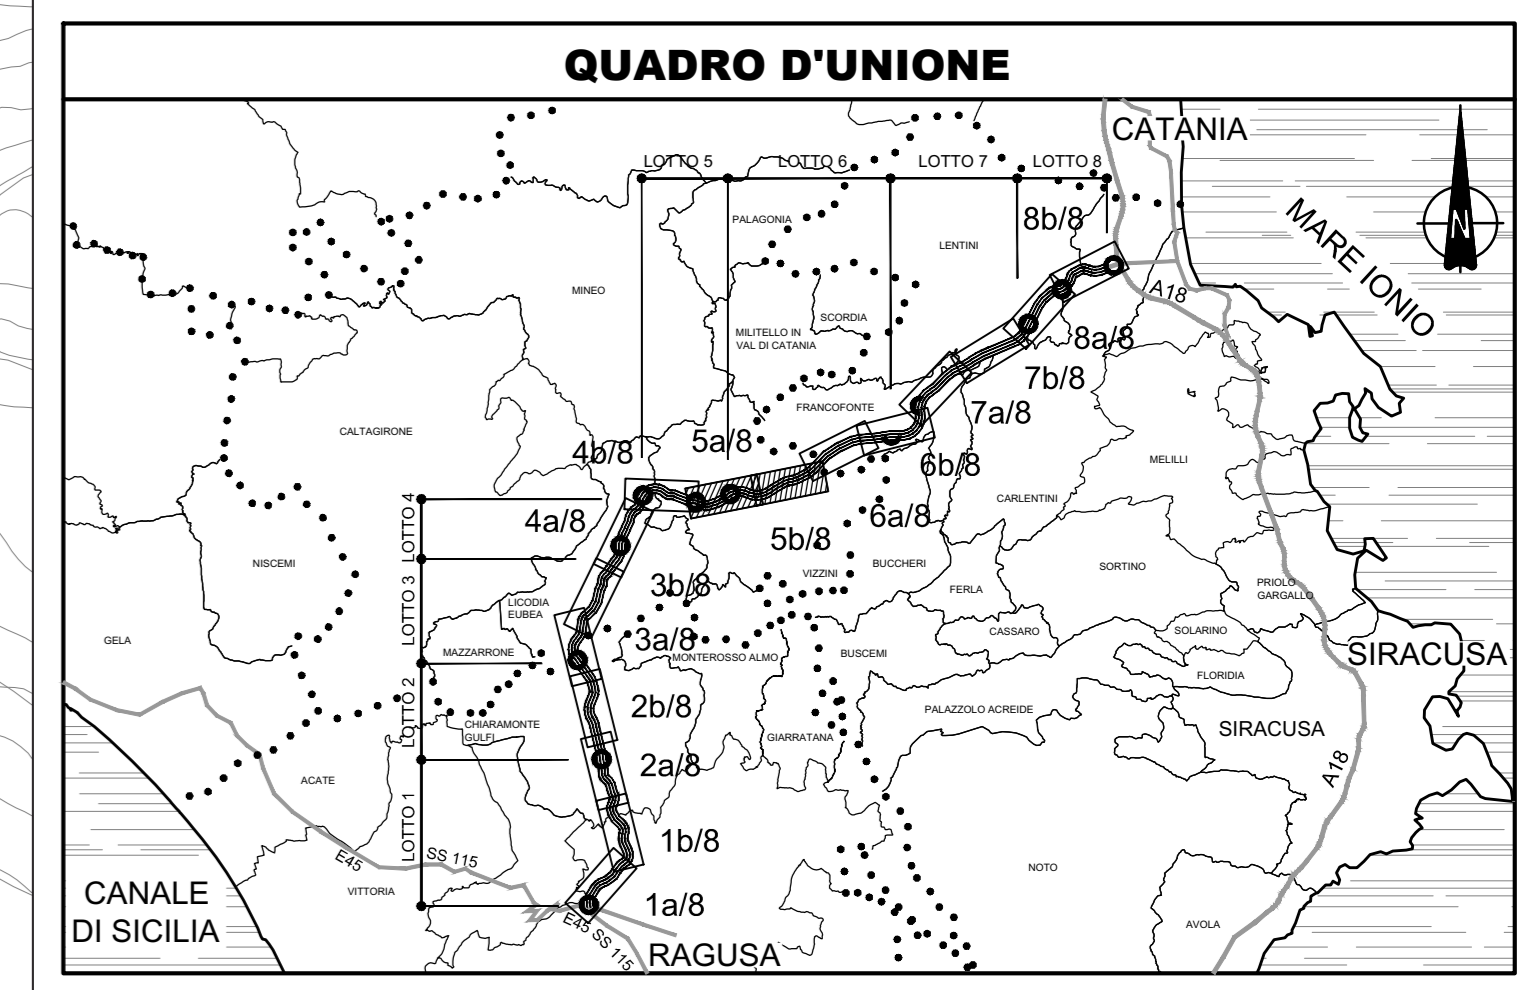 QUADRO D'UNIONE
CATANIA
LOTTO 5
LOTTO 6
LOTTO 7
LOTTO 8
PALAGONIA
8b/8
LENTINI
N
MARE IONIO
MINEO
A18
SCORDIA
MILITELLO IN
VAL DI CATANIA
8a/8
7b/8
FRANCOFONTE
7a/8
CALTAGIRONE
4b/8
5a/8
6b/8
MELILLI
CARLENTINI
LOTTO 4
4a/8
6a/8
5b/8
NISCEMI
VIZZINI
BUCCHERI
SORTINO
PRIOLO
GARGALLO
LOTTO 3
3b/8
FERLA
LICODIA
EUBEA
GELA
CASSARO
SOLARINO
3a/8
MAZZARRONE
MONTEROSSO ALMO
BUSCEMI
SIRACUSA
FLORIDIA
LOTTO 2
2b/8
PALAZZOLO ACREIDE
CHIARAMONTE
GULFI
GIARRATANA
SIRACUSA
2a/8
ACATE
A18
LOTTO 1
1b/8
E45
SS 115
NOTO
VITTORIA
CANALE
DI SICILIA
1a/8
E45 SS 115
AVOLA
RAGUSA